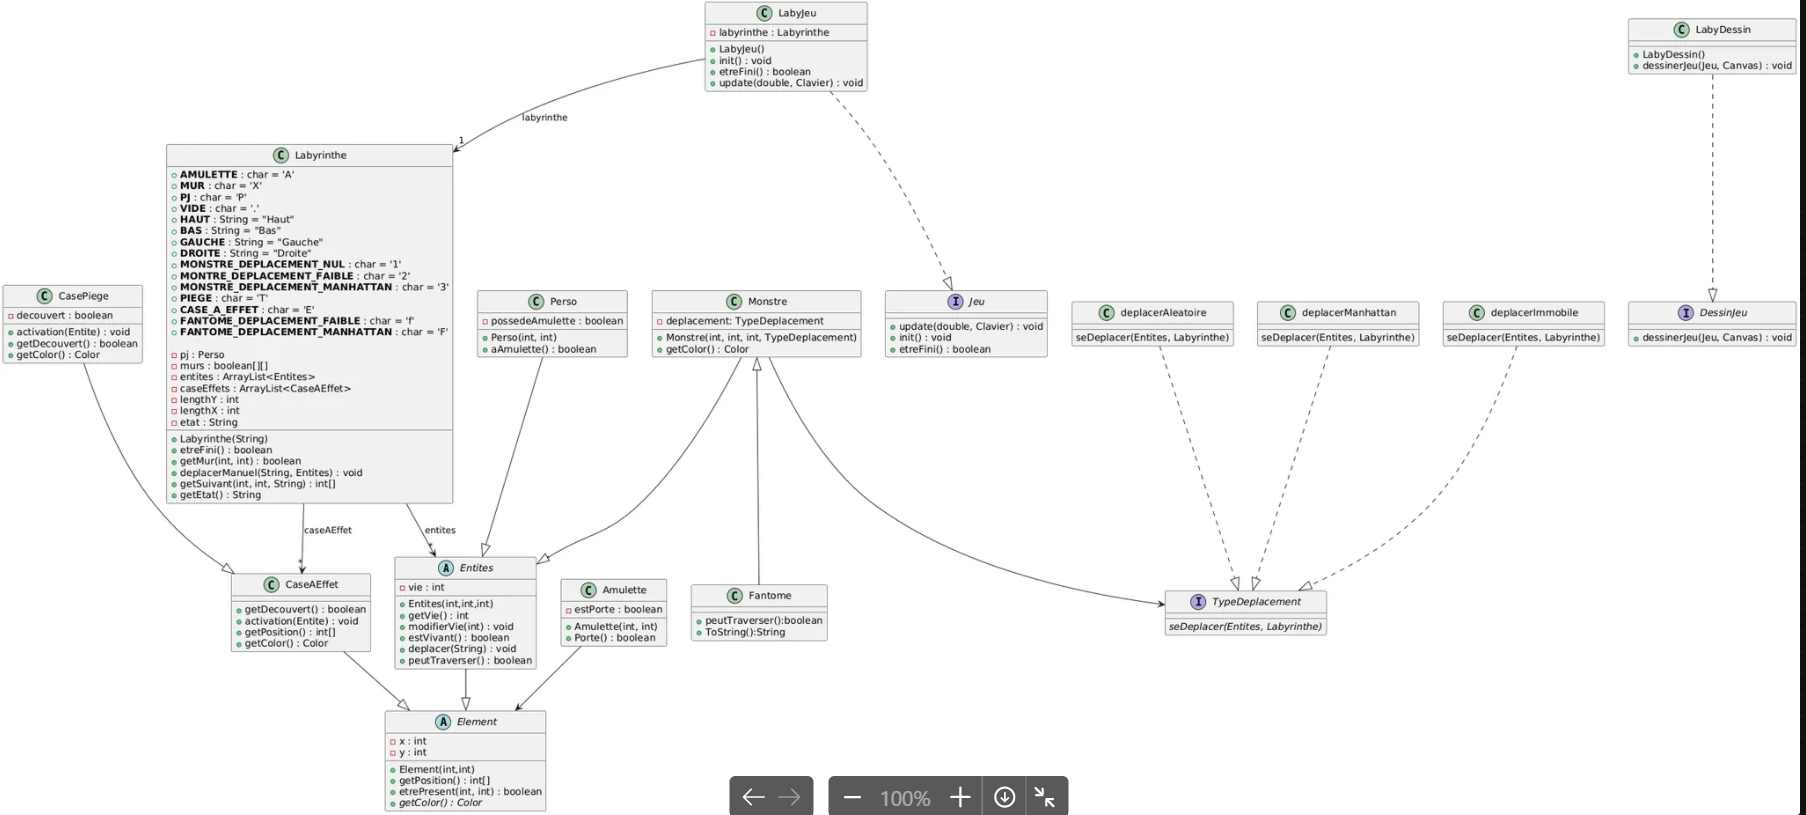 C LabyJeu
labyrinthe : Labyrinthe
LabyJeu()
init() : void
etreFini() : boolean
update(double, Clavier) : void
C LabyDessin
LabyDessin()
dessinerJeu(Jeu, Canvas) : void
labyrinthe
1
C Labyrinthe
AMULETTE : char = 'A'
MUR : char = 'X'
PJ : char = 'P'
VIDE : char = '.'
HAUT : String = "Haut"
BAS : String = "Bas"
GAUCHE : String = "Gauche"
DROITE : String = "Droite"
MONSTRE_DEPLACEMENT_NUL : char = '1'
MONTRE_DEPLACEMENT_FAIBLE : char = '2'
MONSTRE_DEPLACEMENT_MANHATTAN : char = '3'
PIEGE : char = 'T'
CASE_A_EFFET : char = 'E'
FANTOME_DEPLACEMENT_FAIBLE : char = 'f'
FANTOME_DEPLACEMENT_MANHATTAN : char = 'F'
pj : Perso
murs : boolean[][]
entites : ArrayList<Entites>
caseEffets : ArrayList<CaseAEffet>
lengthY : int
lengthX : int
etat : String
Labyrinthe(String)
etreFini() : boolean
getMur(int, int) : boolean
deplacerManuel(String, Entites) : void
getSuivant(int, int, String) : int[]
getEtat() : String
C CasePiege
decouvert : boolean
activation(Entite) : void
getDecouvert() : boolean
getColor() : Color
C Perso
possedeAmulette : boolean
Perso(int, int)
aAmulette() : boolean
C Monstre
deplacement: TypeDeplacement
Monstre(int, int, int, TypeDeplacement)
getColor() : Color
I Jeu
update(double, Clavier) : void
init() : void
etreFini() : boolean
C deplacerAleatoire
seDeplacer(Entites, Labyrinthe)
C deplacerManhattan
seDeplacer(Entites, Labyrinthe)
C deplacerImmobile
seDeplacer(Entites, Labyrinthe)
I DessinJeu
dessinerJeu(Jeu, Canvas) : void
caseAEffet
*
entites
*
C CaseAEffet
getDecouvert() : boolean
activation(Entite) : void
getPosition() : int[]
getColor() : Color
A Entites
vie : int
Entites(int,int,int)
getVie() : int
modifierVie(int) : void
estVivant() : boolean
deplacer(String) : void
peutTraverser() : boolean
C Amulette
estPorte : boolean
Amulette(int, int)
Porte() : boolean
C Fantome
peutTraverser():boolean
ToString():String
I TypeDeplacement
seDeplacer(Entites, Labyrinthe)
A Element
x : int
y : int
Element(int,int)
getPosition() : int[]
etrePresent(int, int) : boolean
getColor() : Color
100%